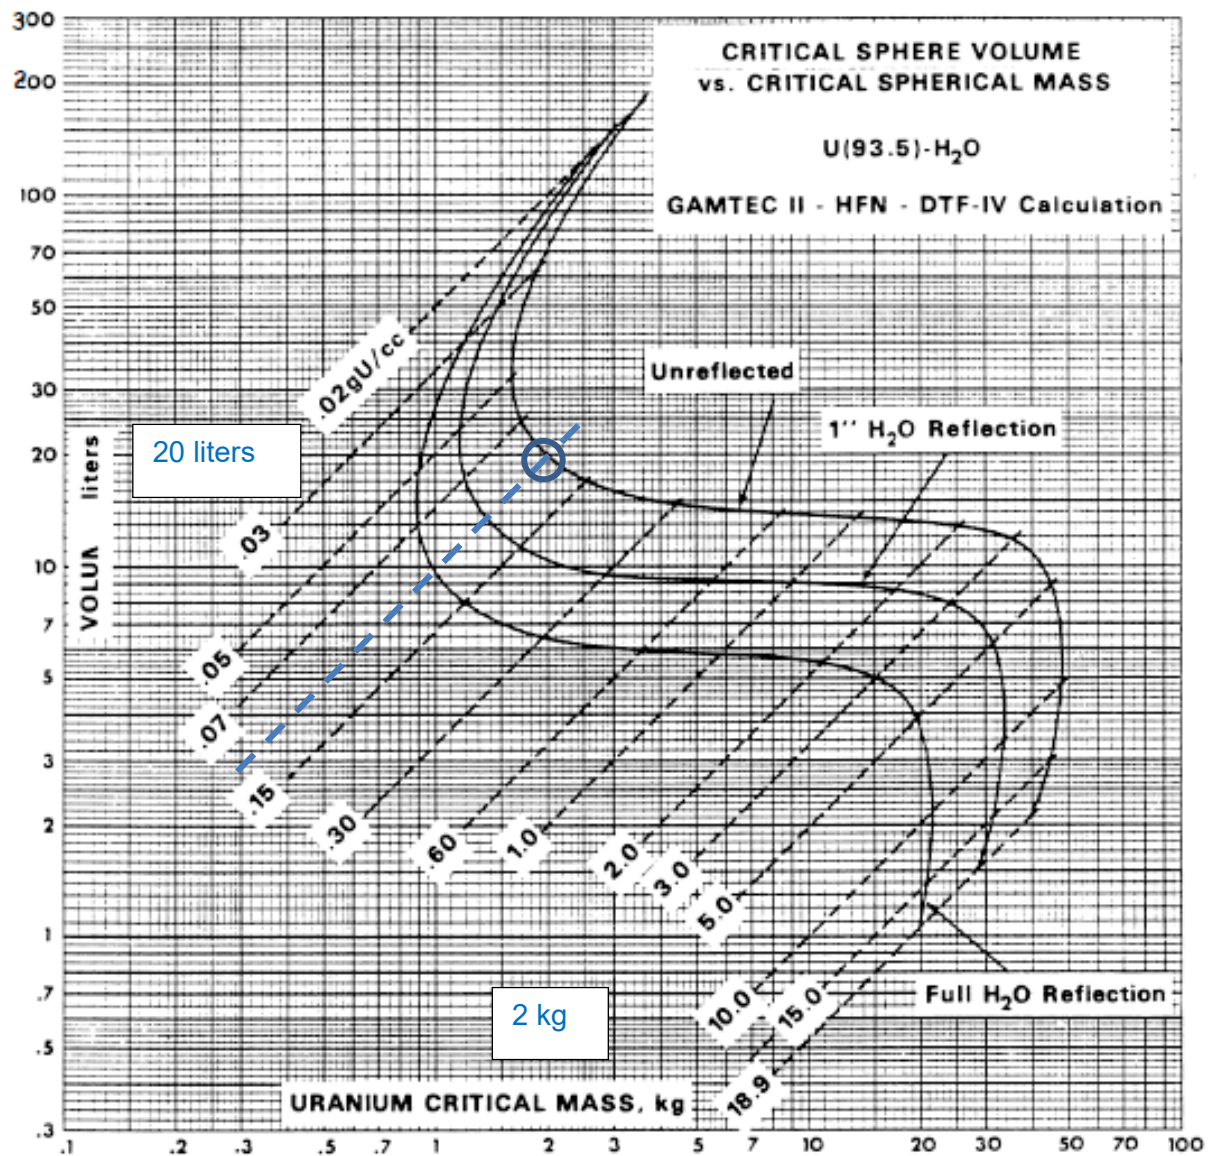 CRITICAL SPHERE VOLUME
vs. CRITICAL SPHERICAL MASS
U(93.5)-H₂O
GAMTEC II - HFN - DTF-IV Calculation
300
200
100
70
50
30
20
10
7
5
3
2
1
.7
.5
.3
VOLUM liters
20 liters
2 kg
Unreflected
1'' H₂O Reflection
Full H₂O Reflection
.02gU/cc
.03
.05
.07
.15
.30
.60
1.0
2.0
3.0
5.0
10.0
15.0
18.9
URANIUM CRITICAL MASS, kg
.1 .2 .3 .5 .7 1 2 3 5 7 10 20 30 50 70 100